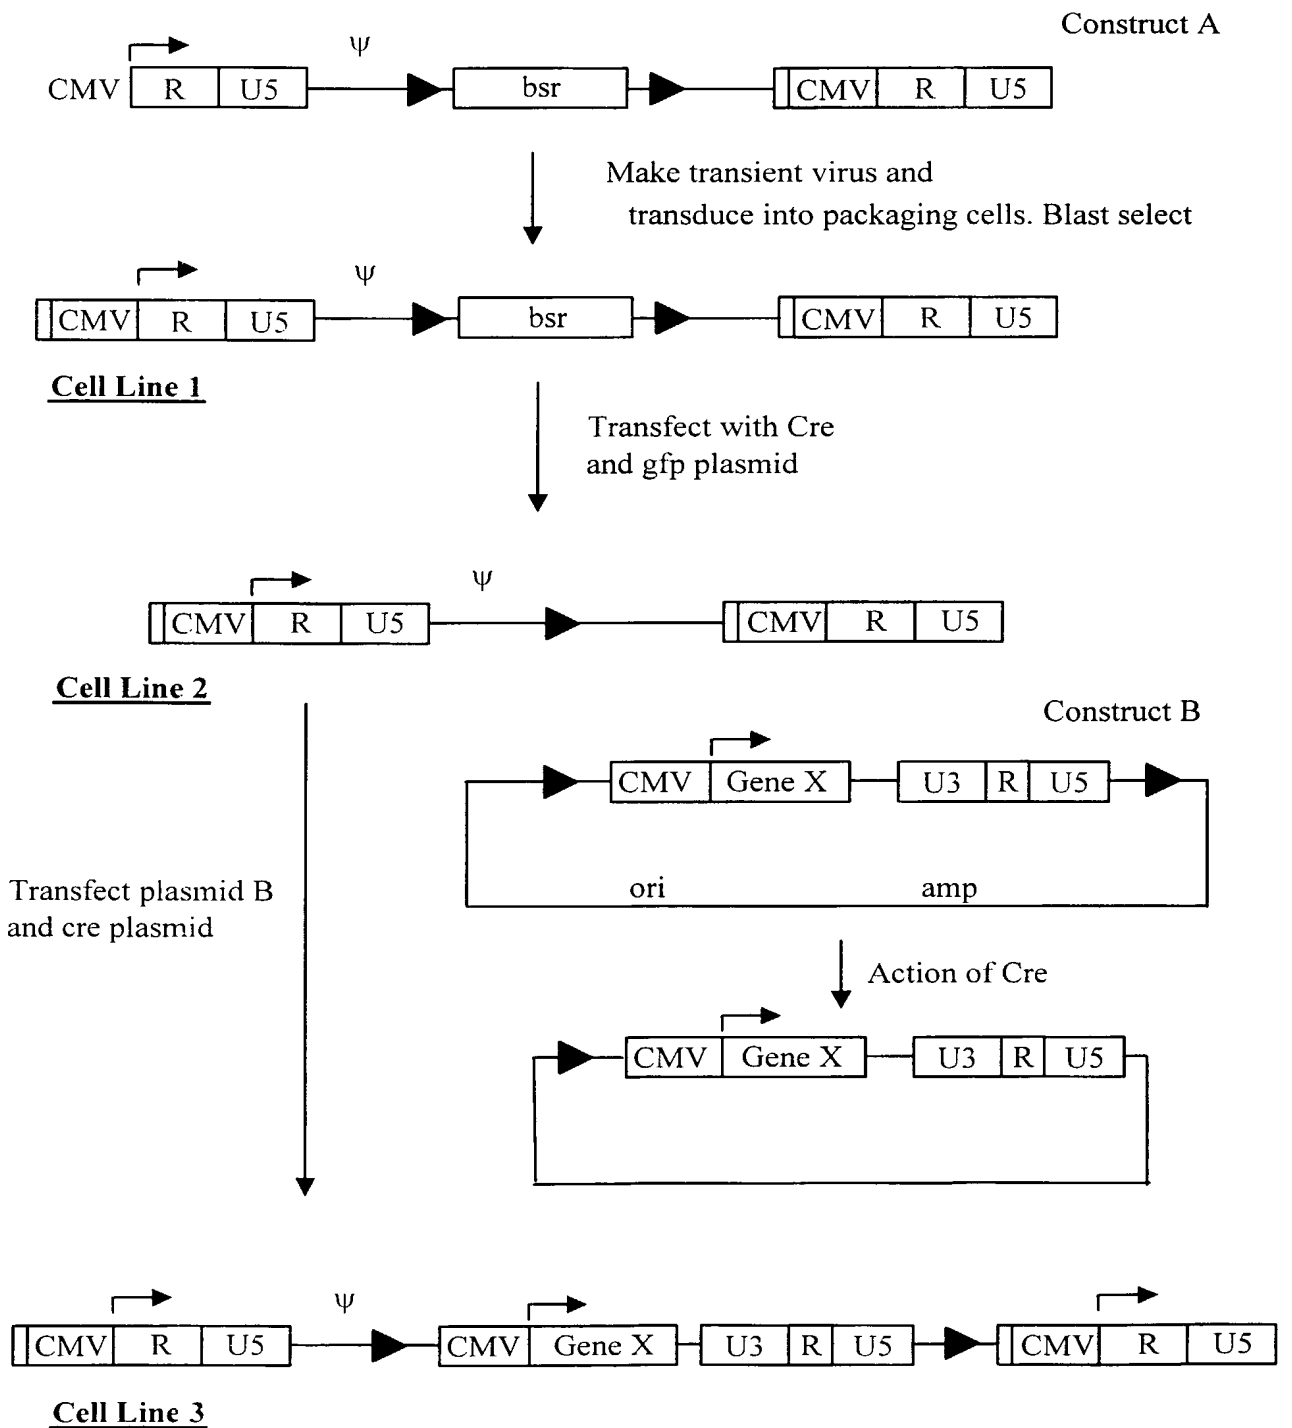 Construct A
ψ
CMV R U5 bsr CMV R U5
Make transient virus and
transduce into packaging cells. Blast select
ψ
CMV R U5 bsr CMV R U5
Cell Line 1
Transfect with Cre
and gfp plasmid
ψ
CMV R U5 CMV R U5
Cell Line 2
Construct B
CMV Gene X U3 R U5
ori amp
Transfect plasmid B
and cre plasmid
Action of Cre
CMV Gene X U3 R U5
ψ
CMV R U5 CMV Gene X U3 R U5 CMV R U5
Cell Line 3